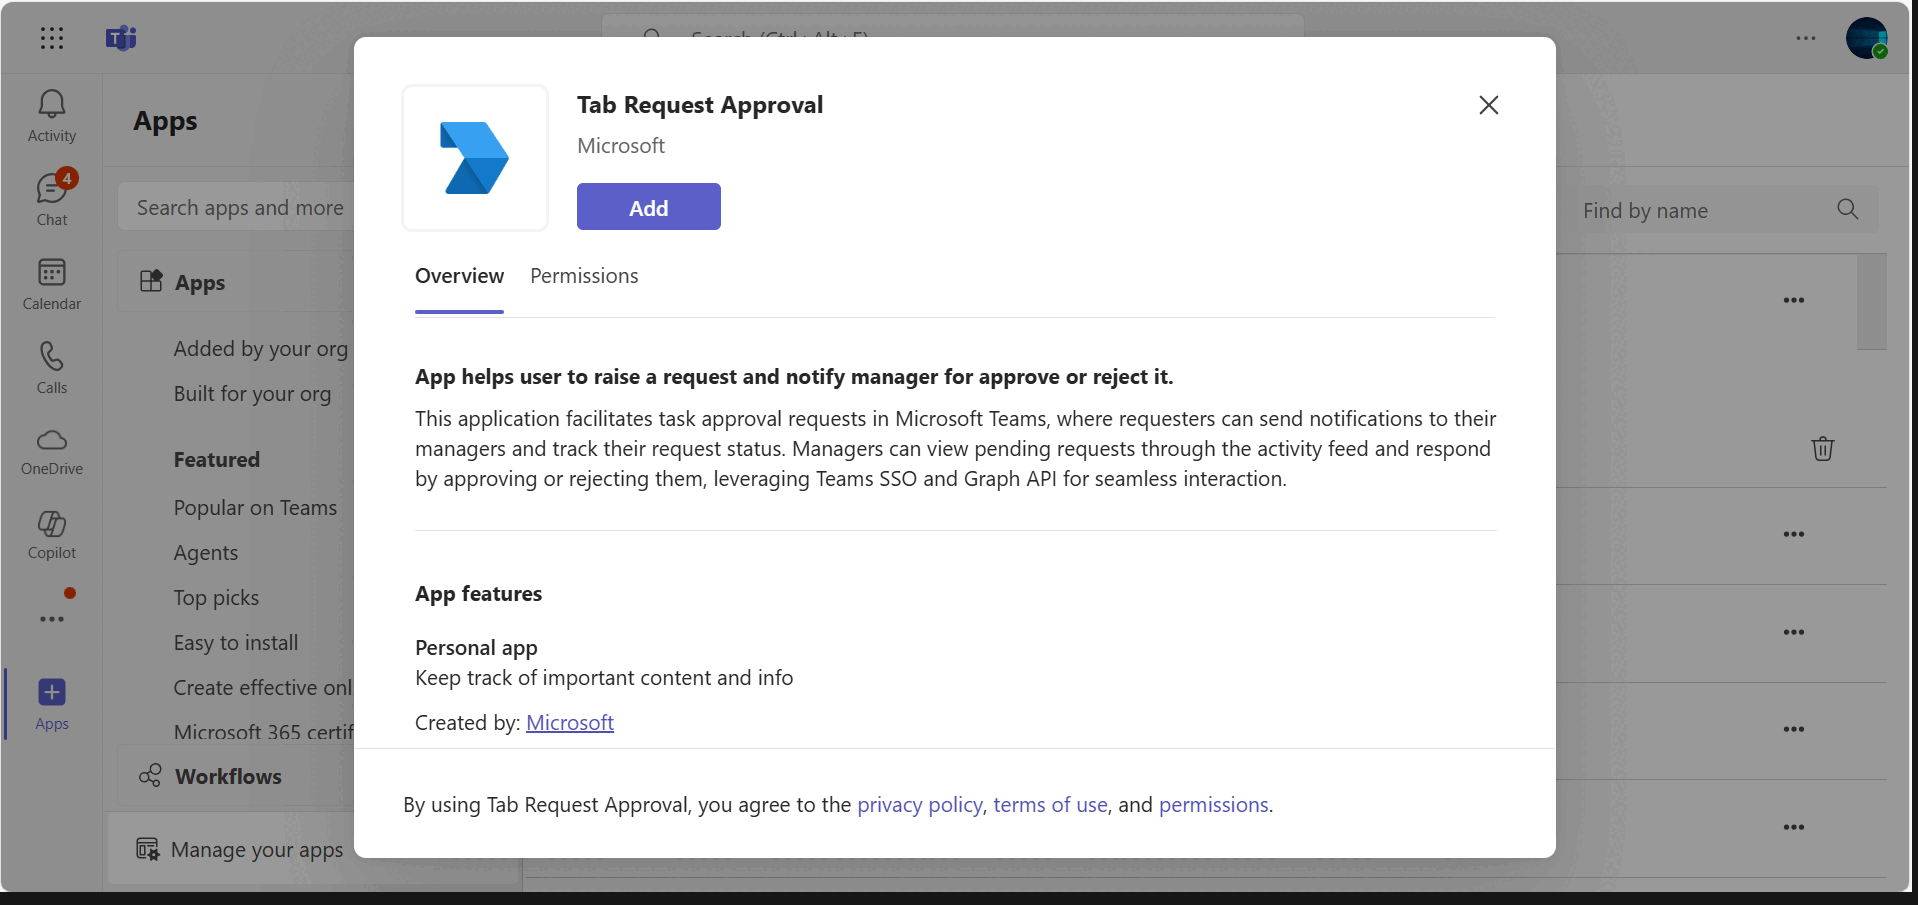 Search (Ctrl+Alt+E)
Activity
4
Chat
Calendar
Calls
OneDrive
Copilot
Apps
Apps
Search apps and more
Apps
Added by your org
Built for your org
Featured
Popular on Teams
Agents
Top picks
Easy to install
Create effective onl
Microsoft 365 certif
Workflows
Manage your apps
Find by name
Tab Request Approval
Microsoft
Add
Overview Permissions
App helps user to raise a request and notify manager for approve or reject it.
This application facilitates task approval requests in Microsoft Teams, where requesters can send notifications to their
managers and track their request status. Managers can view pending requests through the activity feed and respond
by approving or rejecting them, leveraging Teams SSO and Graph API for seamless interaction.
App features
Personal app
Keep track of important content and info
Created by: Microsoft
By using Tab Request Approval, you agree to the privacy policy, terms of use, and permissions.